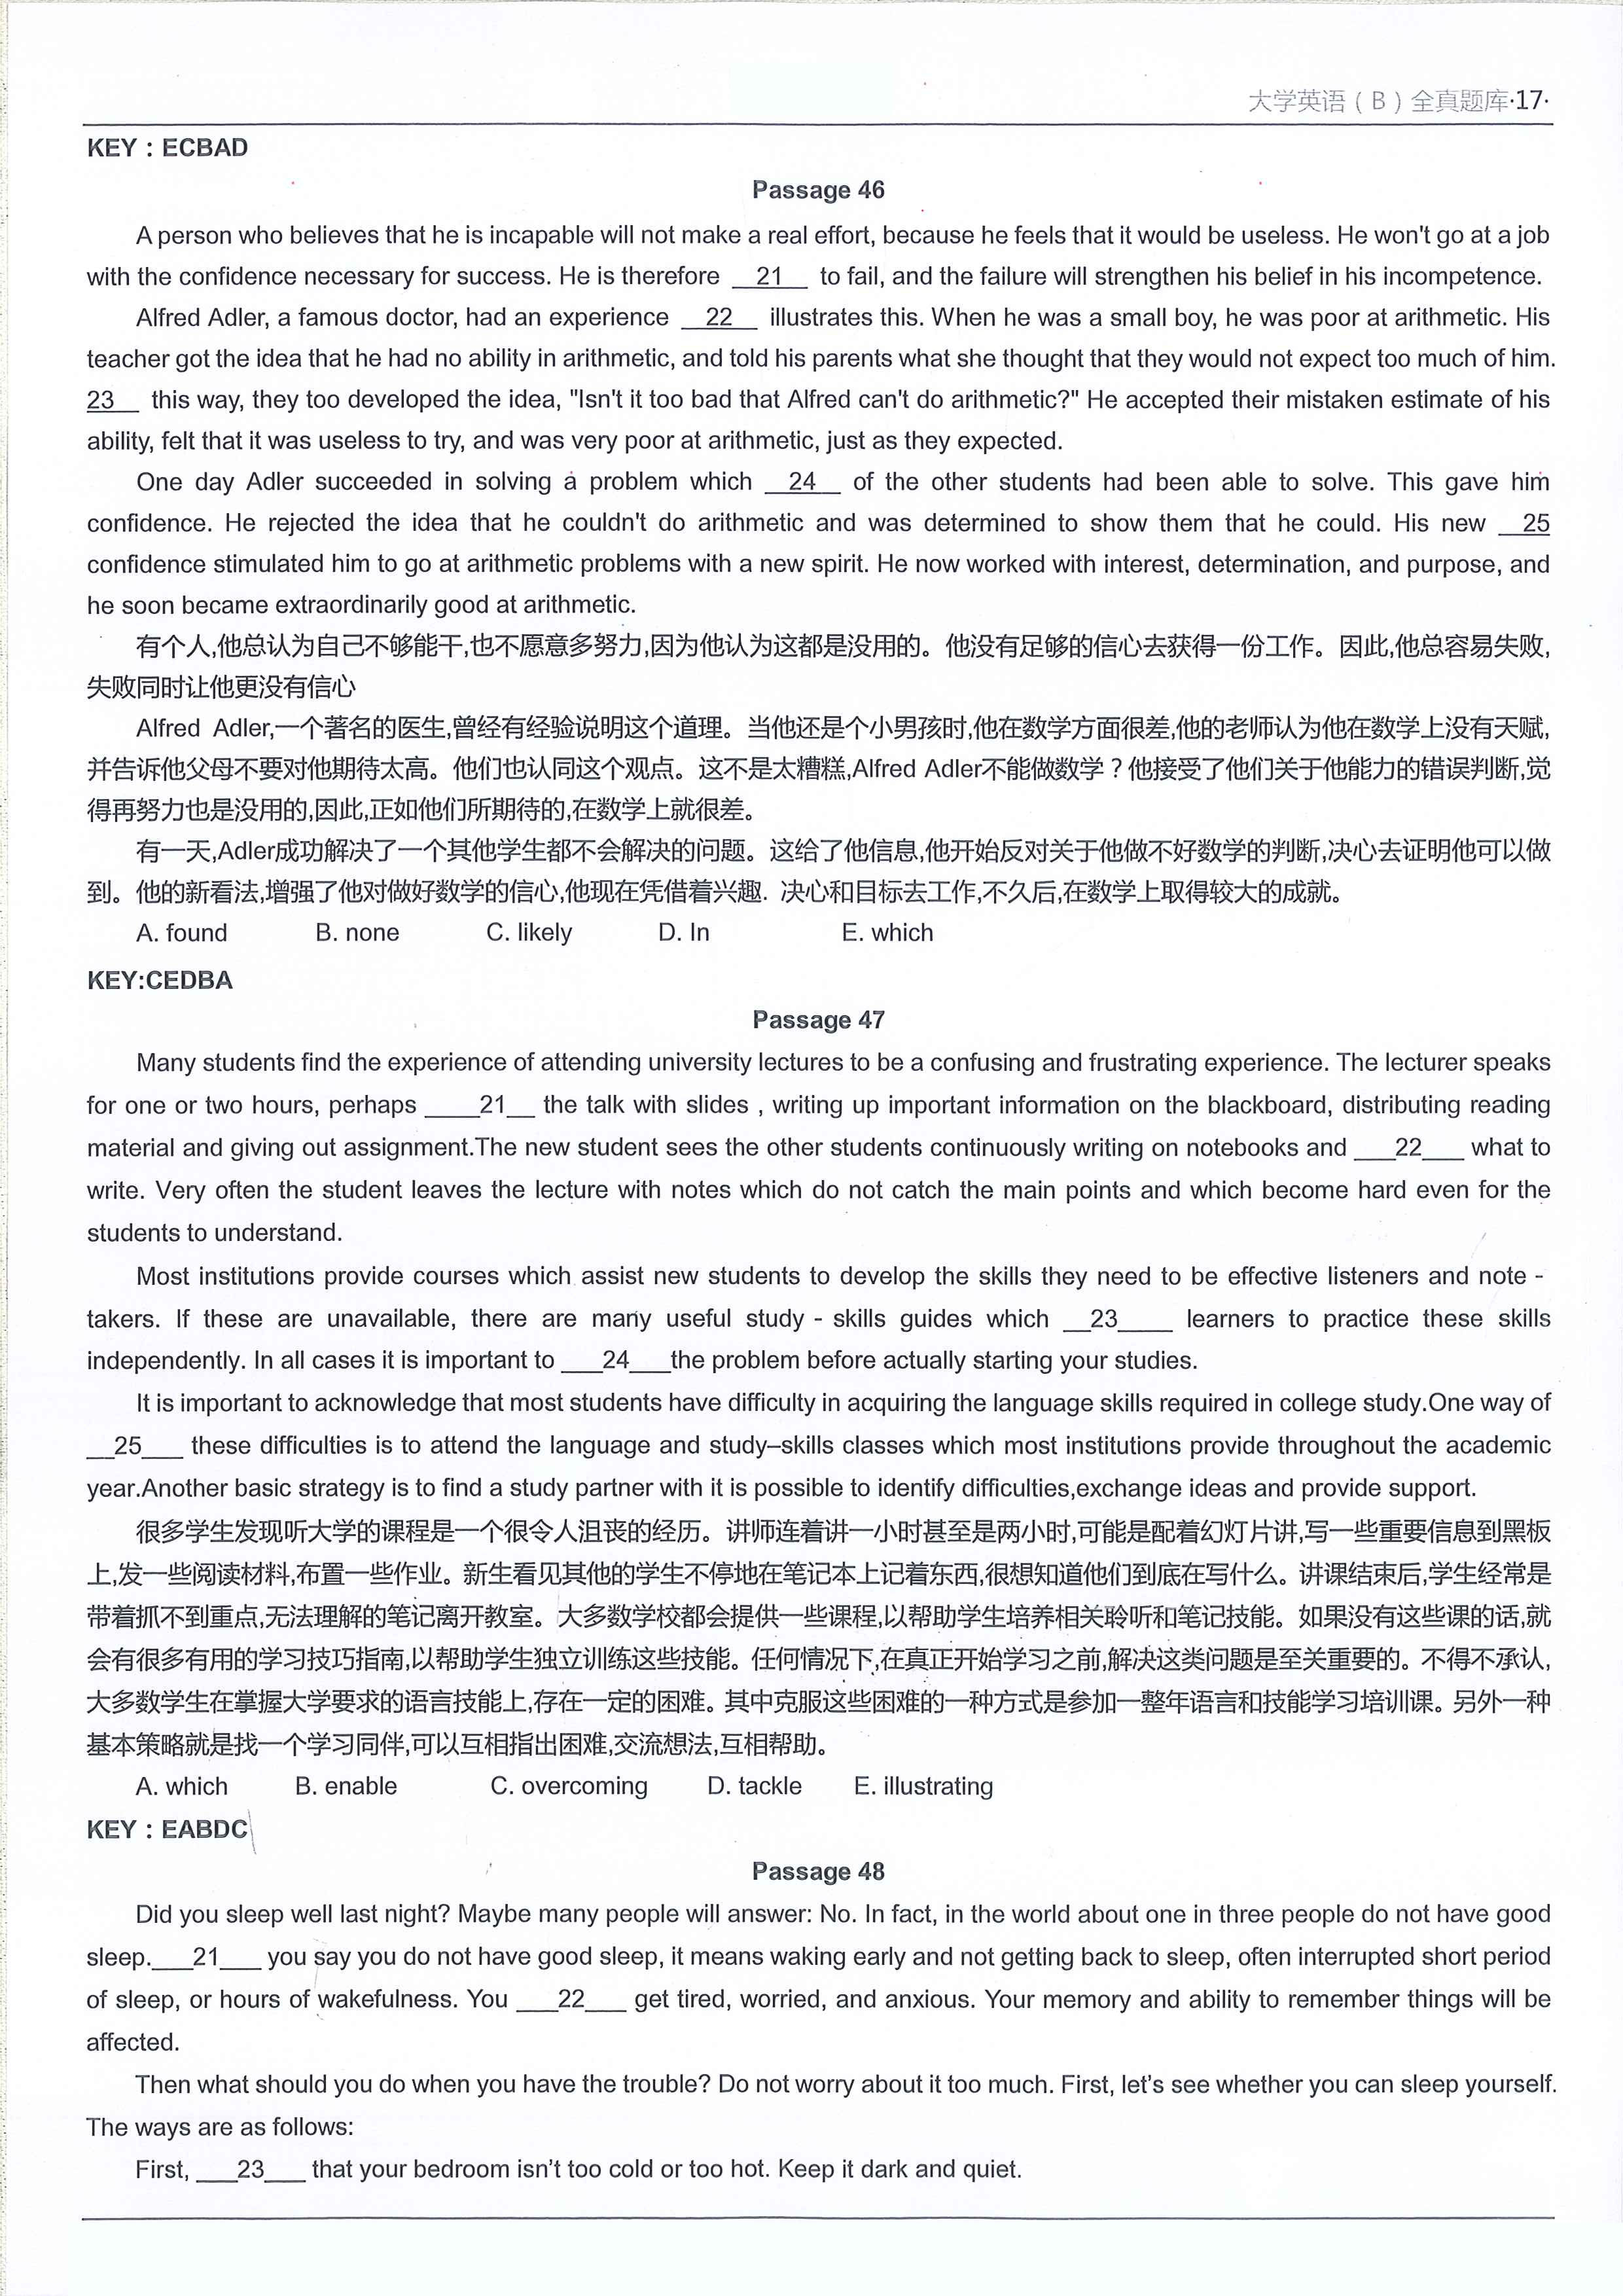 大学英语（B）全真题库·17·
KEY：ECBAD
Passage 46
A person who believes that he is incapable will not make a real effort, because he feels that it would be useless. He won't go at a job
with the confidence necessary for success. He is therefore __21__ to fail, and the failure will strengthen his belief in his incompetence.
Alfred Adler, a famous doctor, had an experience __22__ illustrates this. When he was a small boy, he was poor at arithmetic. His
teacher got the idea that he had no ability in arithmetic, and told his parents what she thought that they would not expect too much of him.
23__ this way, they too developed the idea, "Isn't it too bad that Alfred can't do arithmetic?" He accepted their mistaken estimate of his
ability, felt that it was useless to try, and was very poor at arithmetic, just as they expected.
One day Adler succeeded in solving a problem which __24__ of the other students had been able to solve. This gave him
confidence. He rejected the idea that he couldn't do arithmetic and was determined to show them that he could. His new __25
confidence stimulated him to go at arithmetic problems with a new spirit. He now worked with interest, determination, and purpose, and
he soon became extraordinarily good at arithmetic.
有个人,他总认为自己不够能干,也不愿意多努力,因为他认为这都是没用的。他没有足够的信心去获得一份工作。因此,他总容易失败,
失败同时让他更没有信心
Alfred Adler,一个著名的医生,曾经有经验说明这个道理。当他还是个小男孩时,他在数学方面很差,他的老师认为他在数学上没有天赋,
并告诉他父母不要对他期待太高。他们也认同这个观点。这不是太糟糕,Alfred Adler不能做数学？他接受了他们关于他能力的错误判断,觉
得再努力也是没用的,因此,正如他们所期待的,在数学上就很差。
有一天,Adler成功解决了一个其他学生都不会解决的问题。这给了他信息,他开始反对关于他做不好数学的判断,决心去证明他可以做
到。他的新看法,增强了他对做好数学的信心,他现在凭借着兴趣. 决心和目标去工作,不久后,在数学上取得较大的成就。
A. found B. none C. likely D. In E. which
KEY:CEDBA
Passage 47
Many students find the experience of attending university lectures to be a confusing and frustrating experience. The lecturer speaks
for one or two hours, perhaps ____21__ the talk with slides , writing up important information on the blackboard, distributing reading
material and giving out assignment.The new student sees the other students continuously writing on notebooks and ___22___ what to
write. Very often the student leaves the lecture with notes which do not catch the main points and which become hard even for the
students to understand.
Most institutions provide courses which assist new students to develop the skills they need to be effective listeners and note -
takers. If these are unavailable, there are many useful study - skills guides which __23____ learners to practice these skills
independently. In all cases it is important to ___24___the problem before actually starting your studies.
It is important to acknowledge that most students have difficulty in acquiring the language skills required in college study.One way of
__25___ these difficulties is to attend the language and study–skills classes which most institutions provide throughout the academic
year.Another basic strategy is to find a study partner with it is possible to identify difficulties,exchange ideas and provide support.
很多学生发现听大学的课程是一个很令人沮丧的经历。讲师连着讲一小时甚至是两小时,可能是配着幻灯片讲,写一些重要信息到黑板
上,发一些阅读材料,布置一些作业。新生看见其他的学生不停地在笔记本上记着东西,很想知道他们到底在写什么。讲课结束后,学生经常是
带着抓不到重点,无法理解的笔记离开教室。大多数学校都会提供一些课程,以帮助学生培养相关聆听和笔记技能。如果没有这些课的话,就
会有很多有用的学习技巧指南,以帮助学生独立训练这些技能。任何情况下,在真正开始学习之前,解决这类问题是至关重要的。不得不承认,
大多数学生在掌握大学要求的语言技能上,存在一定的困难。其中克服这些困难的一种方式是参加一整年语言和技能学习培训课。另外一种
基本策略就是找一个学习同伴,可以互相指出困难,交流想法,互相帮助。
A. which B. enable C. overcoming D. tackle E. illustrating
KEY：EABDC
Passage 48
Did you sleep well last night? Maybe many people will answer: No. In fact, in the world about one in three people do not have good
sleep.___21___ you say you do not have good sleep, it means waking early and not getting back to sleep, often interrupted short period
of sleep, or hours of wakefulness. You ___22___ get tired, worried, and anxious. Your memory and ability to remember things will be
affected.
Then what should you do when you have the trouble? Do not worry about it too much. First, let's see whether you can sleep yourself.
The ways are as follows:
First, ___23___ that your bedroom isn't too cold or too hot. Keep it dark and quiet.